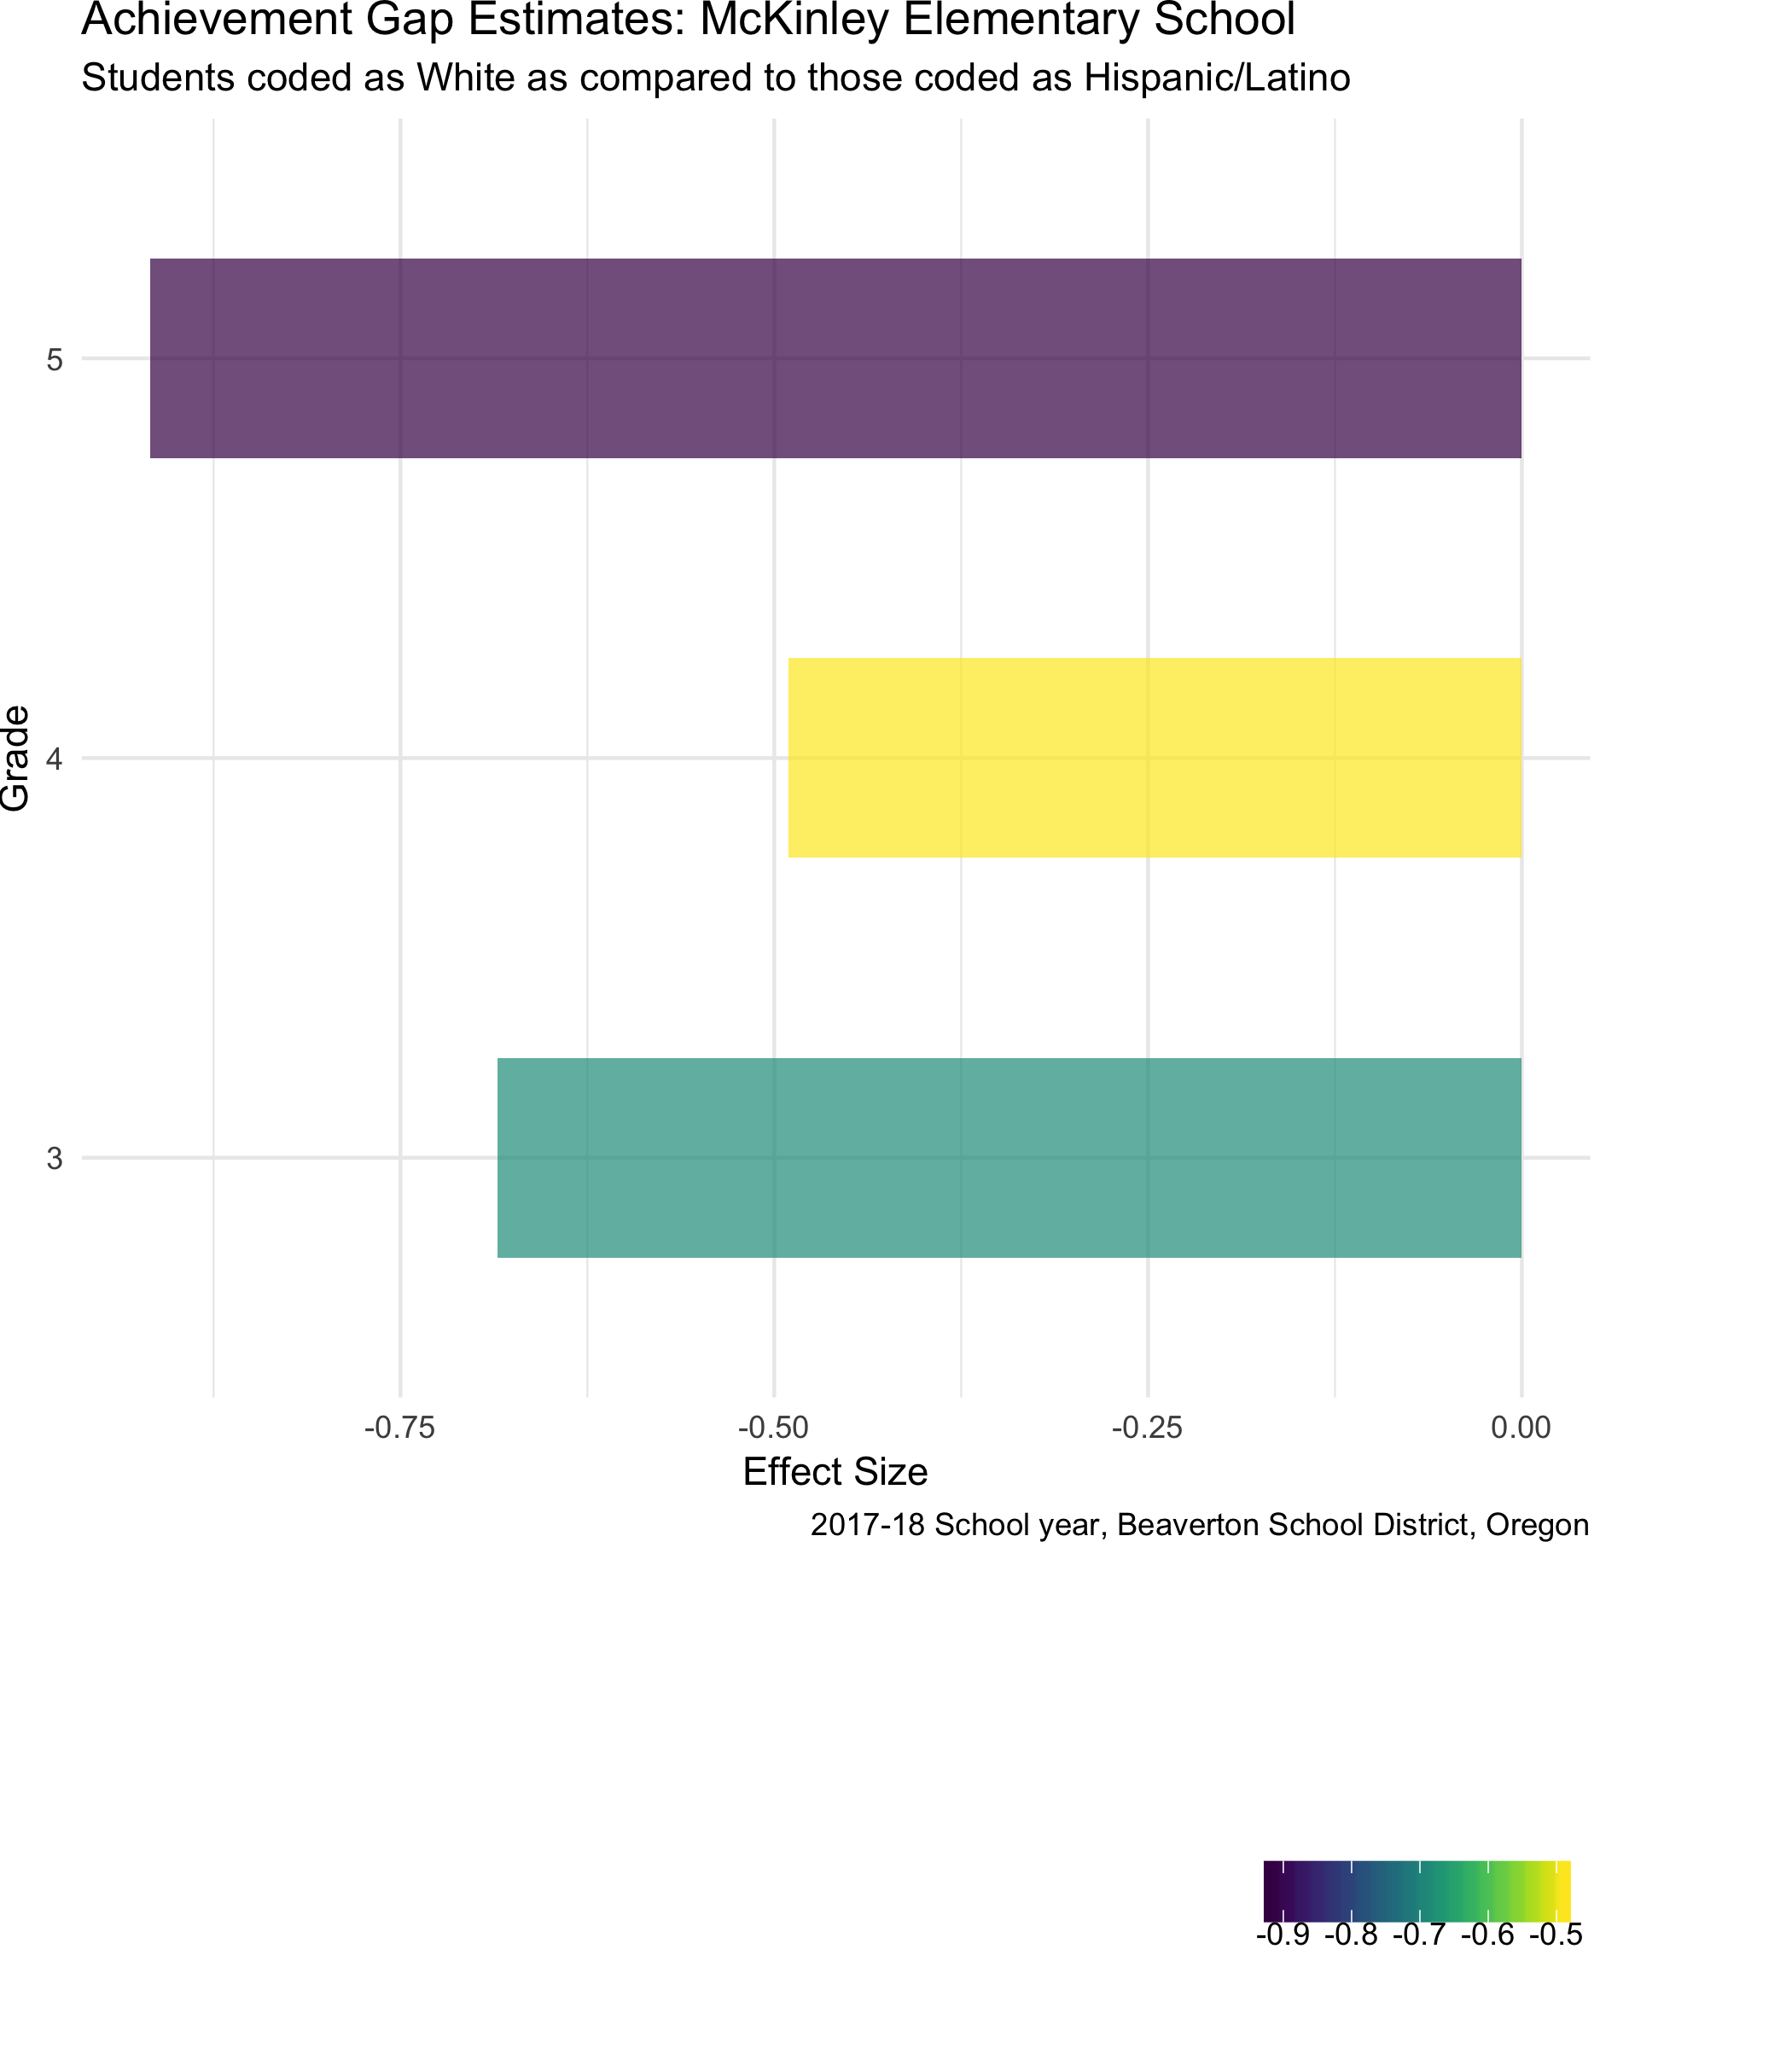 Achievement Gap Estimates: McKinley Elementary School
Students coded as White as compared to those coded as Hispanic/Latino
5
4
3
Grade
-0.75 -0.50 -0.25 0.00
Effect Size
2017-18 School year, Beaverton School District, Oregon
-0.9 -0.8 -0.7 -0.6 -0.5